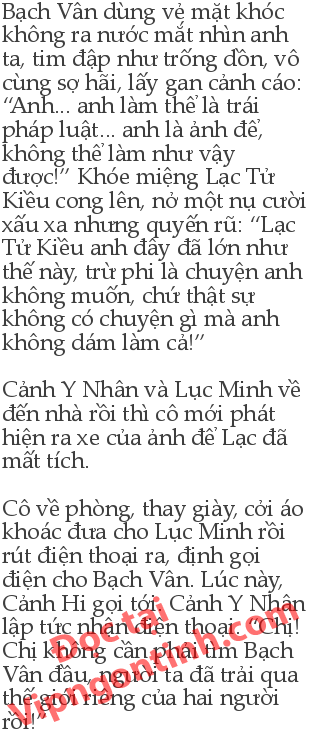 Bạch Vân dùng vẻ mặt khóc
không ra nước mắt nhìn anh
ta, tim đập như trống dồn, vô
cùng sợ hãi, lấy gan cảnh cáo:
“Anh... anh làm thể là trái
pháp luật... anh là ảnh để,
không thể làm như vậy
được!” Khóe miệng Lạc Tử
Kiều cong lên, nở một nụ cười
xấu xa nhưng quyến rũ: “Lạc
Tử Kiều anh đây đã lớn như
thế này, trừ phi là chuyện anh
không muốn, chứ thật sự
không có chuyện gì mà anh
không dám làm cả!”
Cảnh Y Nhân và Lục Minh về
đến nhà rồi thì cô mới phát
hiện ra xe của ảnh để Lạc đã
mất tích.
Cô về phòng, thay giày, cởi áo
khoác đưa cho Lục Minh rồi
rút điện thoại ra, định gọi
điện cho Bạch Vân. Lúc này,
Cảnh Hi gọi tới, Cảnh Y Nhân
lập tức nhận điện thoại. “Chị!
Chị không cần phải tìm Bạch
Vân đâu, người ta đã trải qua
thế giới riêng của hai người
rồi!”
Doc tai
Vipngontinh.com